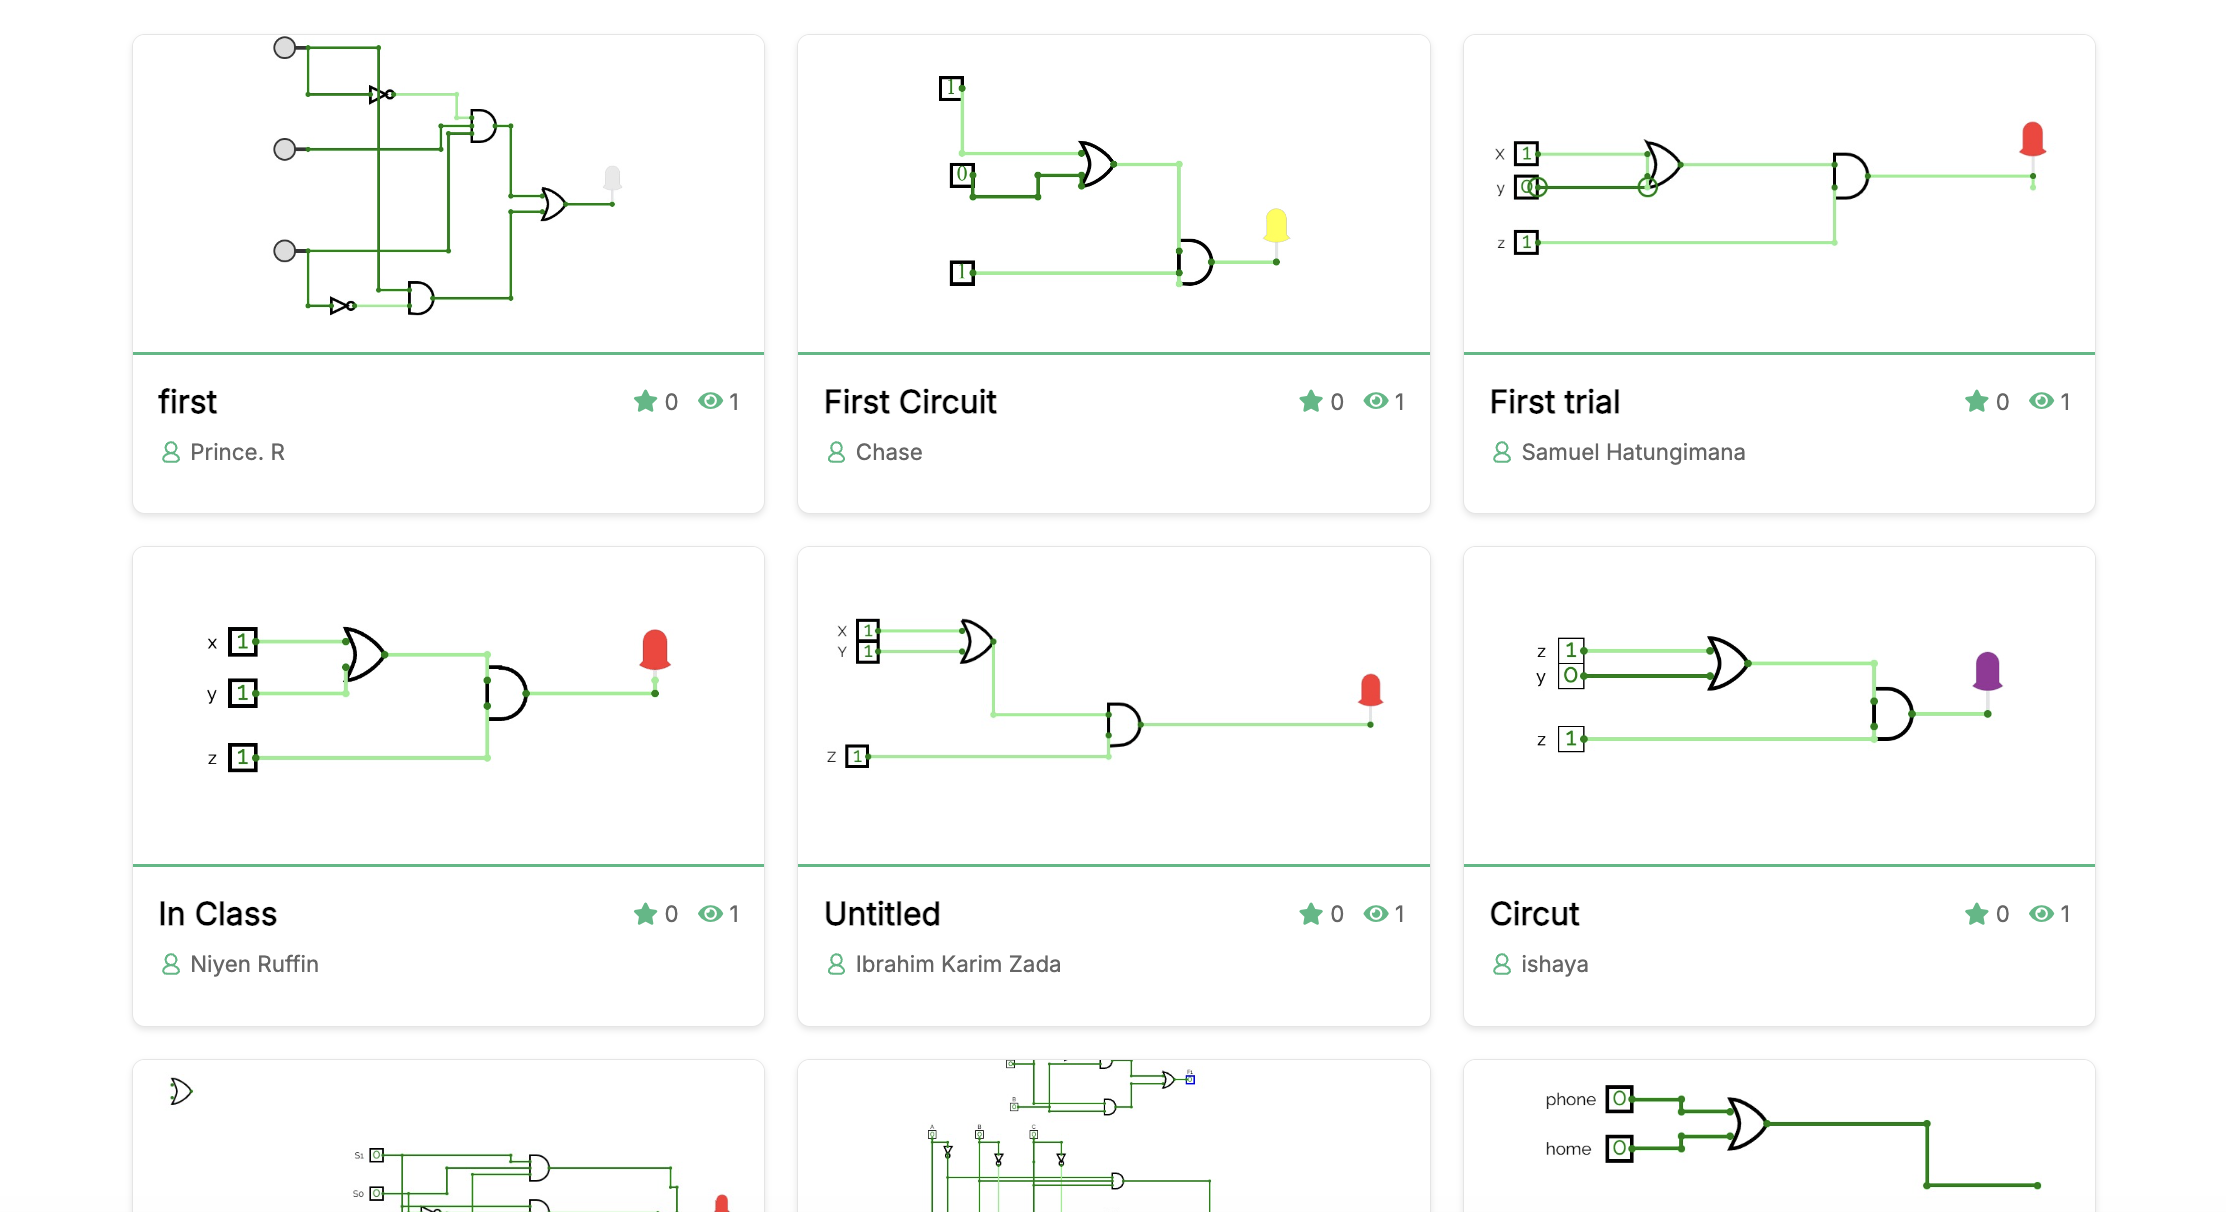 1
0
1
x 1
y 0
z 1
first
0 1
Prince. R
First Circuit
0 1
Chase
First trial
0 1
Samuel Hatungimana
x 1
y 1
z 1
X 1
Y 1
Z 1
z 1
y 0
z 1
In Class
0 1
Niyen Ruffin
Untitled
0 1
Ibrahim Karim Zada
Circut
0 1
ishaya
S1 0
S0 0
F1
B
A B C
phone 0
home 0